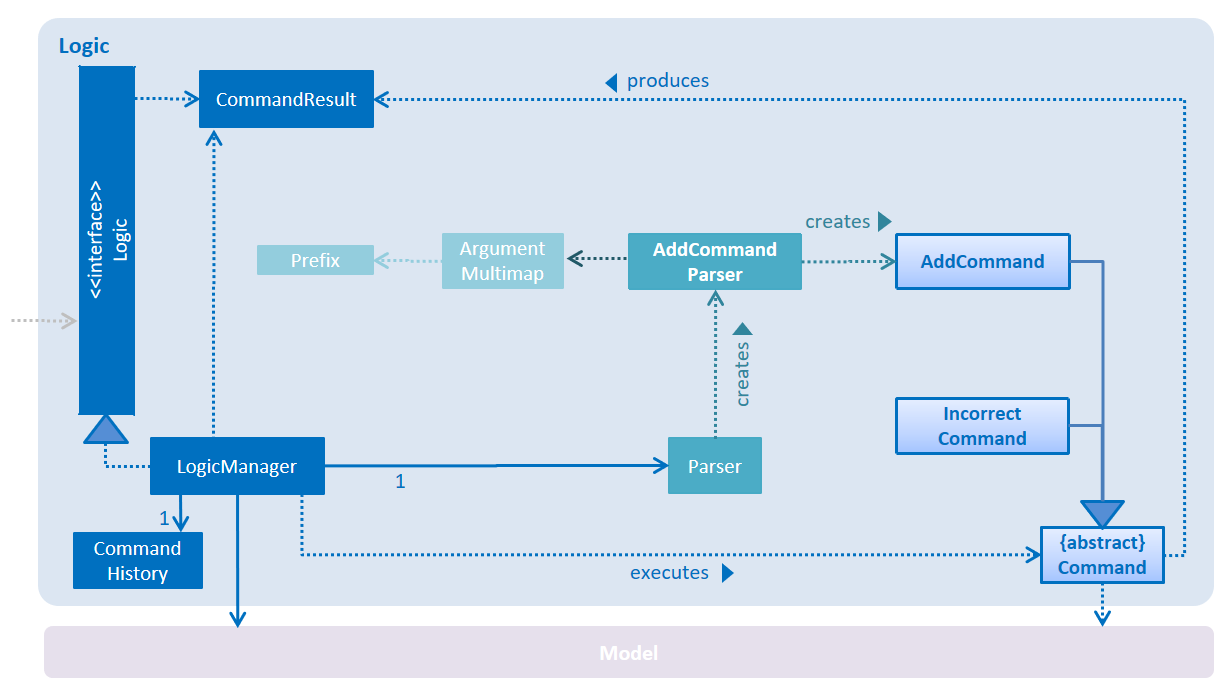 Logic
CommandResult
produces
<<interface>>
Logic
creates
Prefix
Argument
Multimap
AddCommand
Parser
AddCommand
creates
Incorrect
Command
LogicManager
1
Parser
1
Command
History
executes
{abstract}
Command
Model